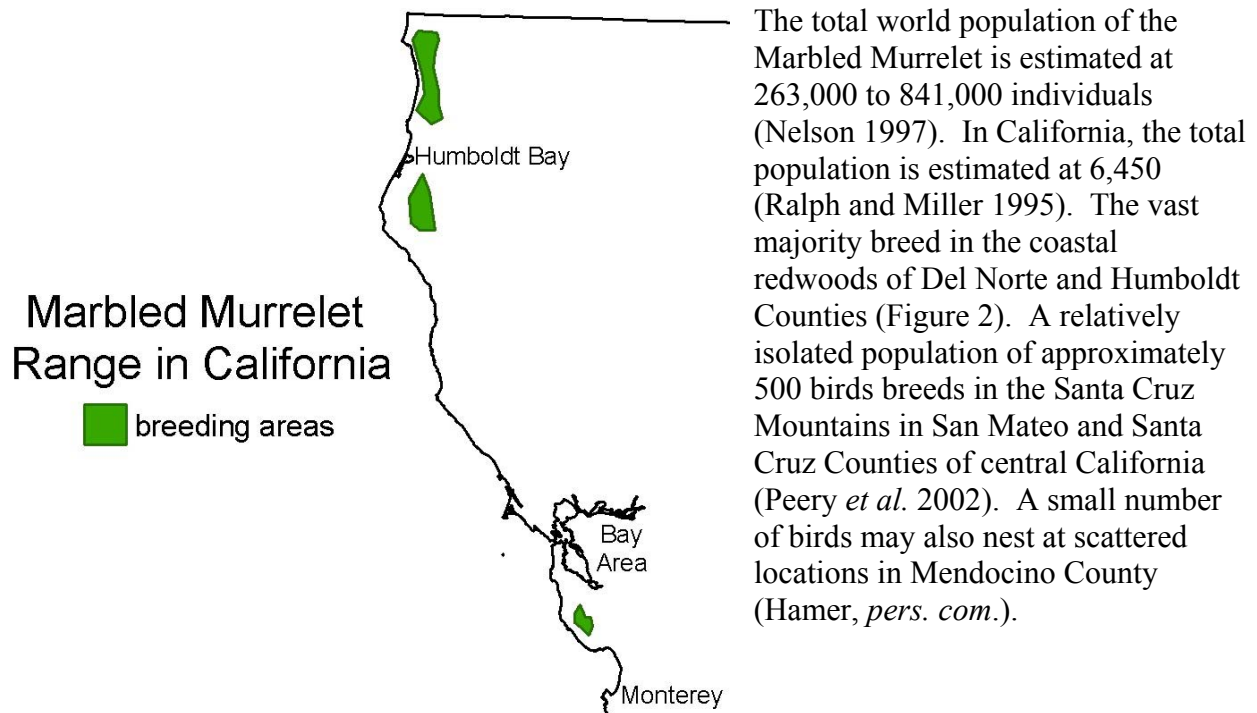 Humboldt Bay
Marbled Murrelet
Range in California
breeding areas
Bay
Area
Monterey
The total world population of the
Marbled Murrelet is estimated at
263,000 to 841,000 individuals
(Nelson 1997).  In California, the total
population is estimated at 6,450
(Ralph and Miller 1995).  The vast
majority breed in the coastal
redwoods of Del Norte and Humboldt
Counties (Figure 2).  A relatively
isolated population of approximately
500 birds breeds in the Santa Cruz
Mountains in San Mateo and Santa
Cruz Counties of central California
(Peery et al. 2002).  A small number
of birds may also nest at scattered
locations in Mendocino County
(Hamer, pers. com.).